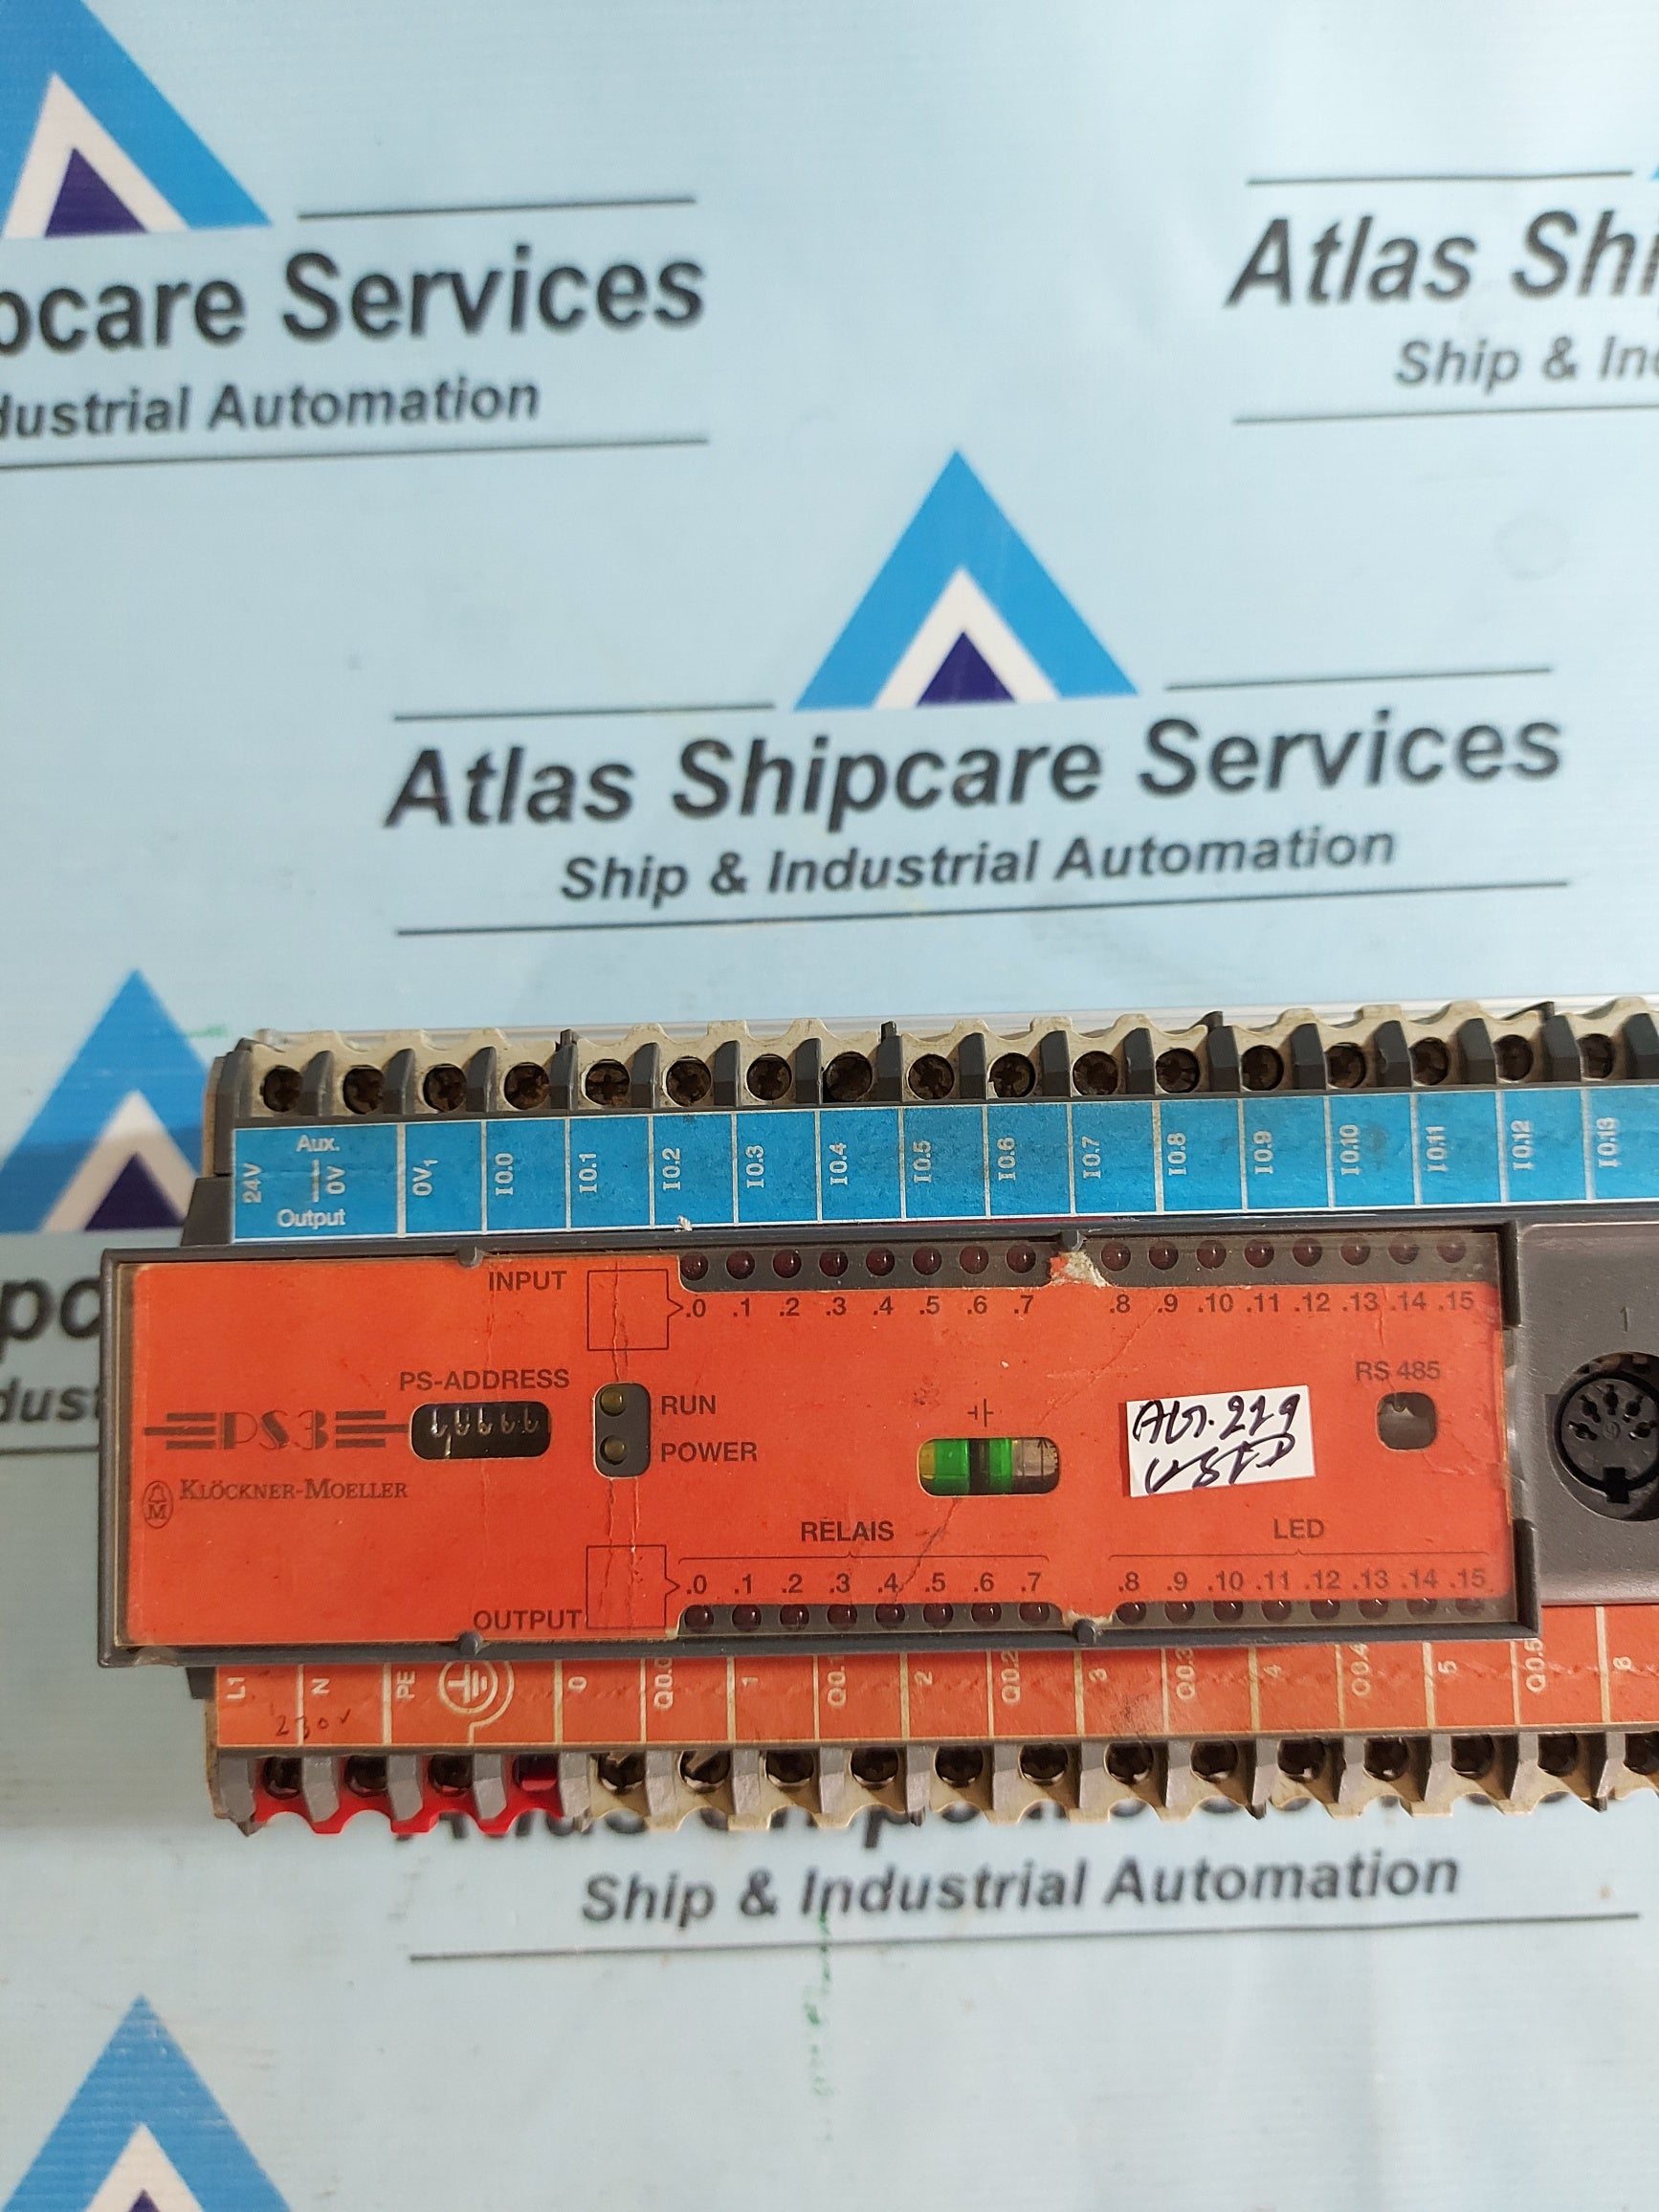 pcare Services
dustrial Automation
Atlas Shi
Ship & Ind
Atlas Shipcare Services
Ship & Industrial Automation
24V Aux. 0V Output 0V1 I0.0 I0.1 I0.2 I0.3 I0.4 I0.5 I0.6 I0.7 I0.8 I0.9 I0.10 I0.11 I0.12 I0.13
pc
dust
INPUT
.0 .1 .2 .3 .4 .5 .6 .7 .8 .9 .10 .11 .12 .13 .14 .15
1
PS-ADDRESS
RS 485
RUN
PS3
POWER
KLÖCKNER-MOELLER
RELAIS
LED
.0 .1 .2 .3 .4 .5 .6 .7 .8 .9 .10 .11 .12 .13 .14 .15
OUTPUT
L1 N PE 0 Q0.0 1 Q0.1 2 Q0.2 3 Q0.3 4 Q0.4 5 Q0.5 6
230V
Ship & Industrial Automation